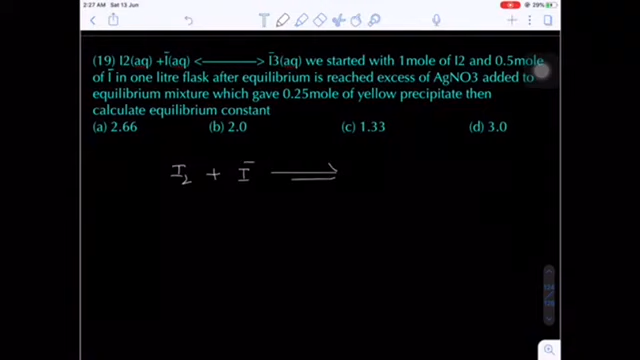 2:27 AM Sat 13 Jun
(19) I2(aq) +I̅(aq) <————> I̅3(aq) we started with 1mole of I2 and 0.5mole
of I̅ in one litre flask after equilibrium is reached excess of AgNO3 added to
equilibrium mixture which gave 0.25mole of yellow precipitate then
calculate equilibrium constant
(a) 2.66 (b) 2.0 (c) 1.33 (d) 3.0
I₂ + I̅ ⇌
124
126